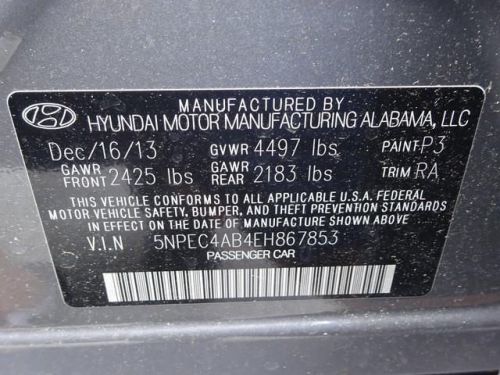 MANUFACTURED BY
HYUNDAI MOTOR MANUFACTURING ALABAMA, LLC
Dec/16/13 GVWR 4497 lbs PAINT P3
GAWR FRONT 2425 lbs GAWR REAR 2183 lbs TRIM RA
THIS VEHICLE CONFORMS TO ALL APPLICABLE U.S.A. FEDERAL
MOTOR VEHICLE SAFETY, BUMPER, AND THEFT PREVENTION STANDARDS
IN EFFECT ON THE DATE OF MANUFACTURE SHOWN ABOVE.
V.I.N 5NPEC4AB4EH867853
PASSENGER CAR